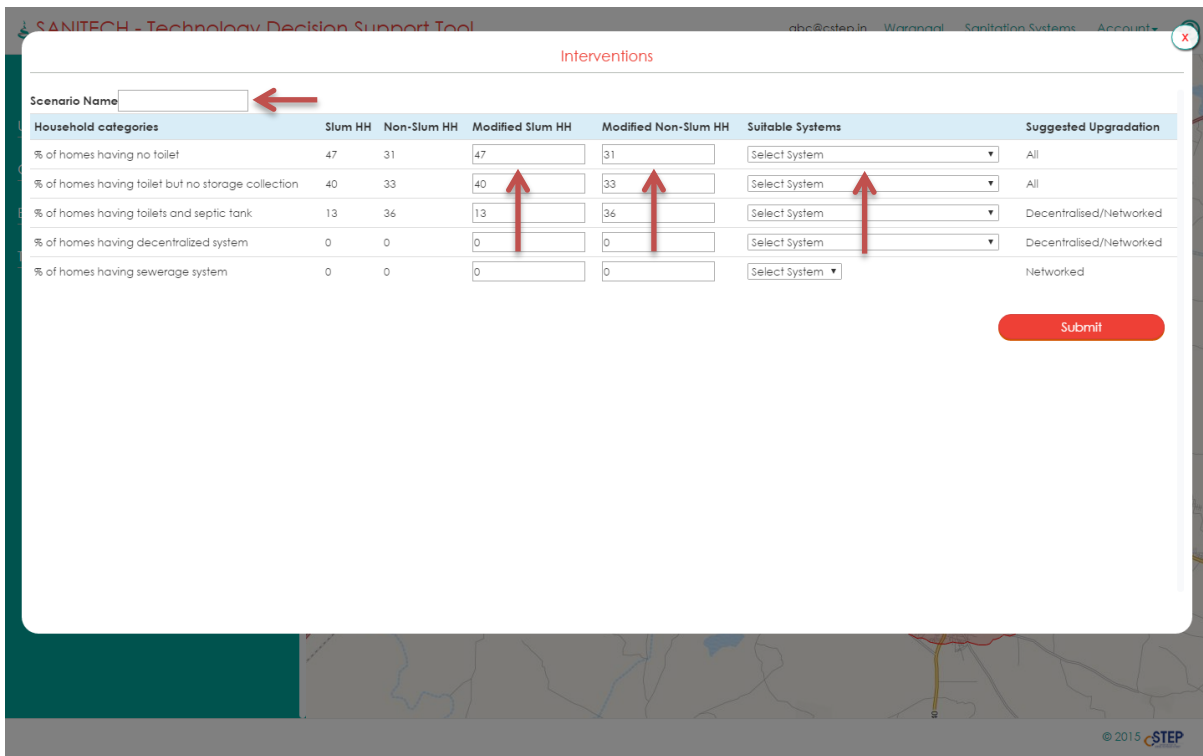 SANITECH - Technology Decision Support Tool abc@cstep.in Warangal Sanitation Systems Account
X
Interventions
Scenario Name
Household categories Slum HH Non-Slum HH Modified Slum HH Modified Non-Slum HH Suitable Systems Suggested Upgradation
% of homes having no toilet 47 31 47 31 Select System All
% of homes having toilet but no storage collection 40 33 40 33 Select System All
% of homes having toilets and septic tank 13 36 13 36 Select System Decentralised/Networked
% of homes having decentralized system 0 0 0 0 Select System Decentralised/Networked
% of homes having sewerage system 0 0 0 0 Select System Networked
Submit
© 2015 CSTEP